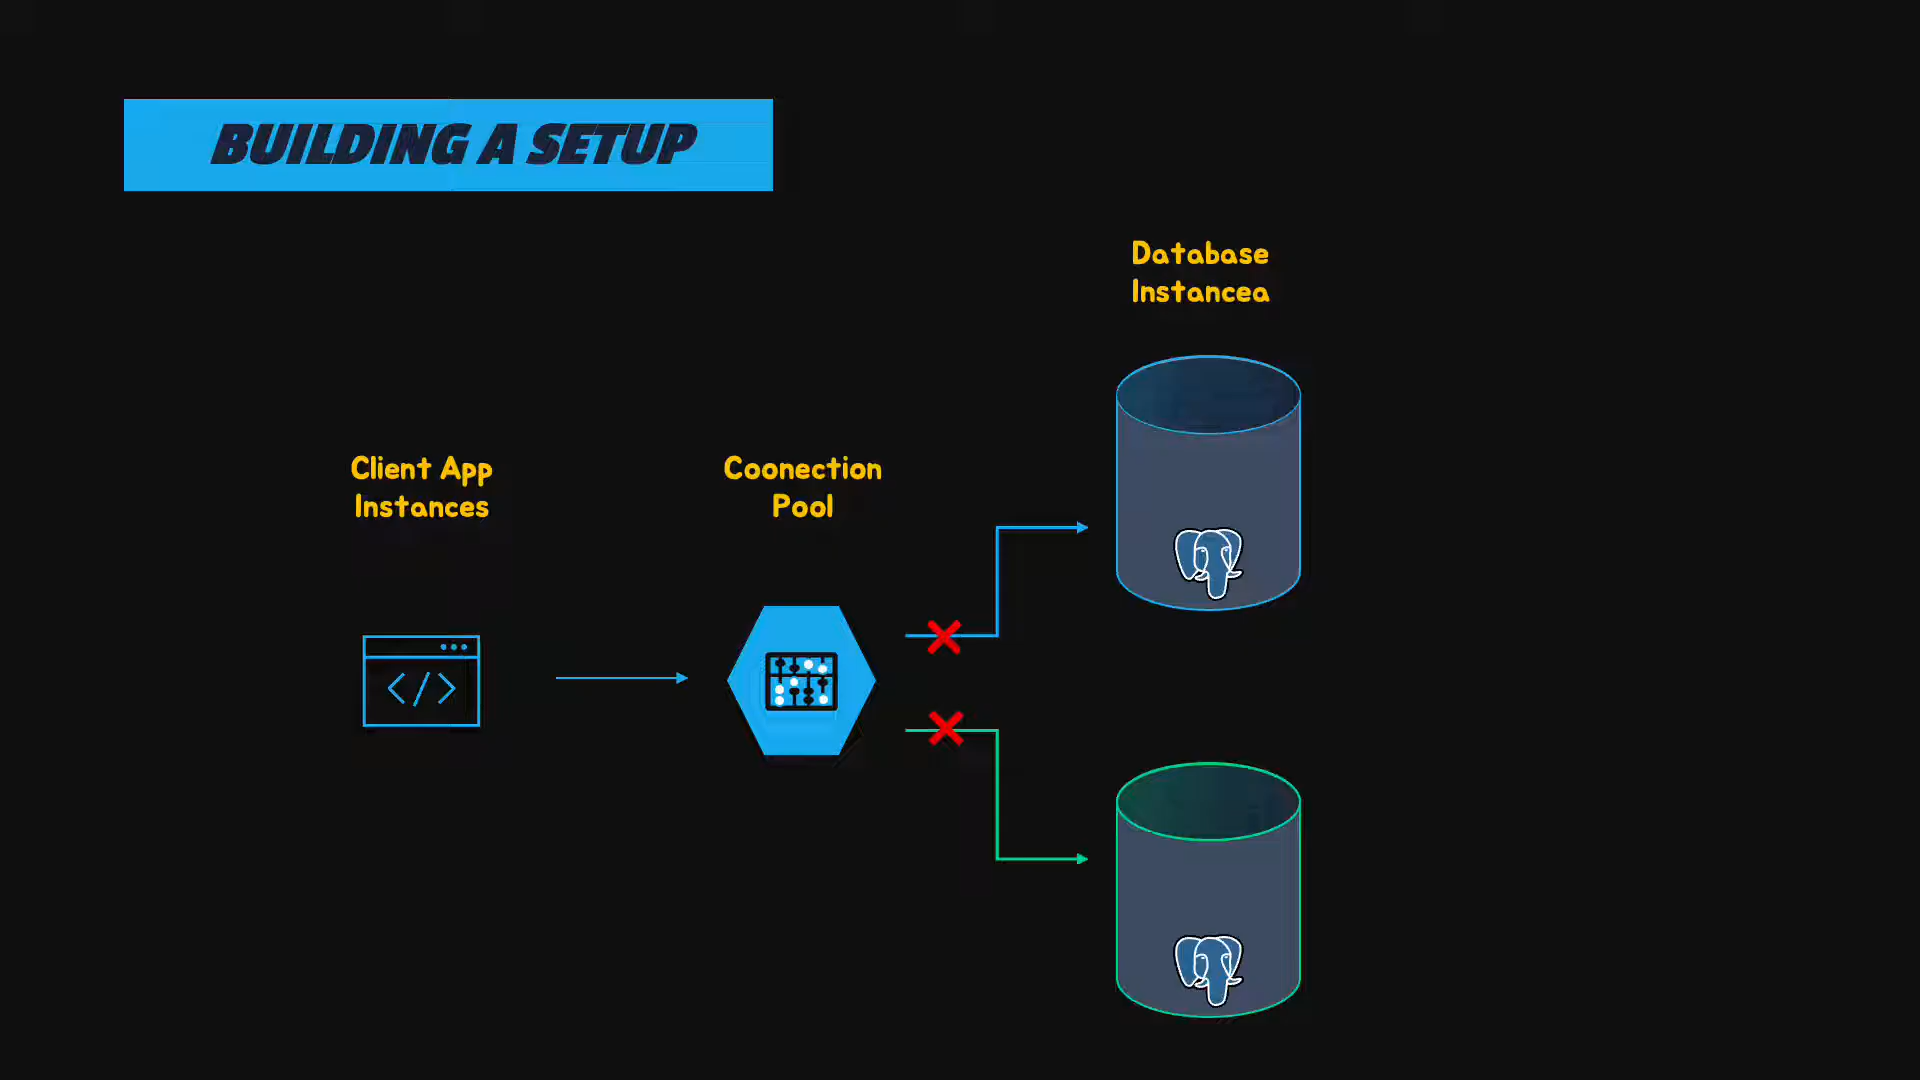 BUILDING A SETUP
Database
Instancea
Client App
Instances
Coonection
Pool